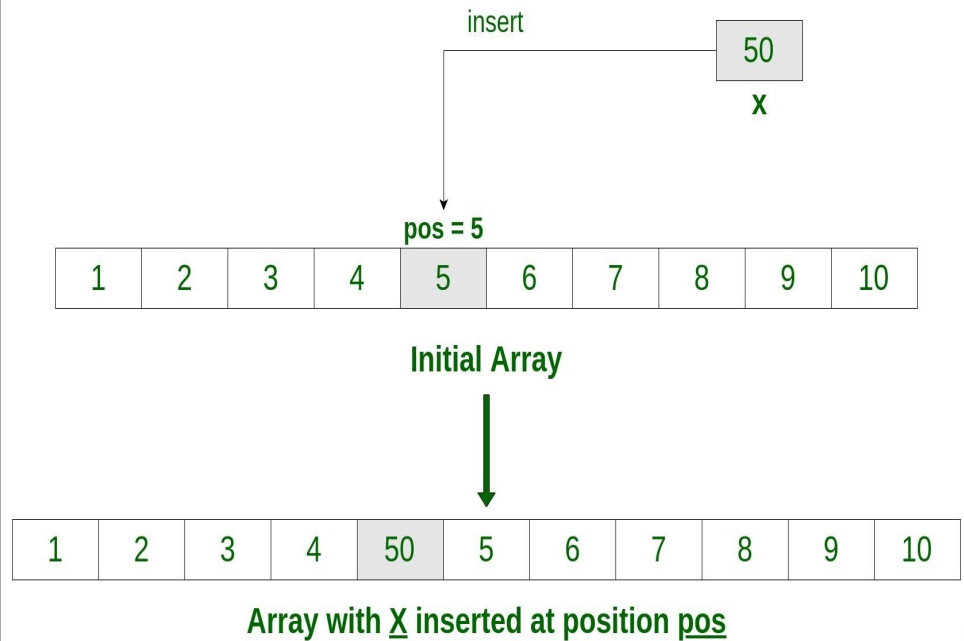 insert
50
x
pos = 5
1 2 3 4 5 6 7 8 9 10
Initial Array
1 2 3 4 50 5 6 7 8 9 10
Array with X inserted at position pos